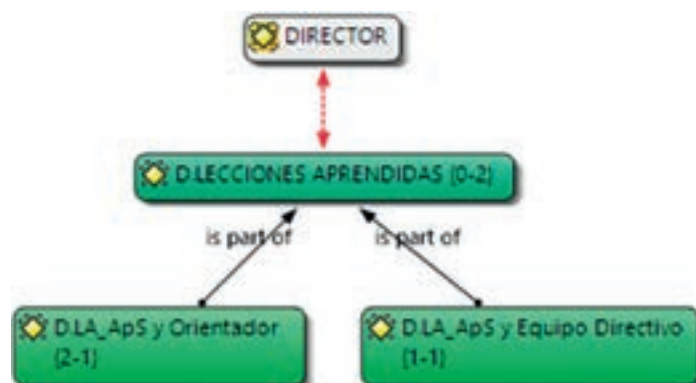 DIRECTOR
D.LECCIONES APRENDIDAS {0-2}
is part of
is part of
D.LA_ApS y Orientador
{2-1}
D.LA_ApS y Equipo Directivo
{1-1}